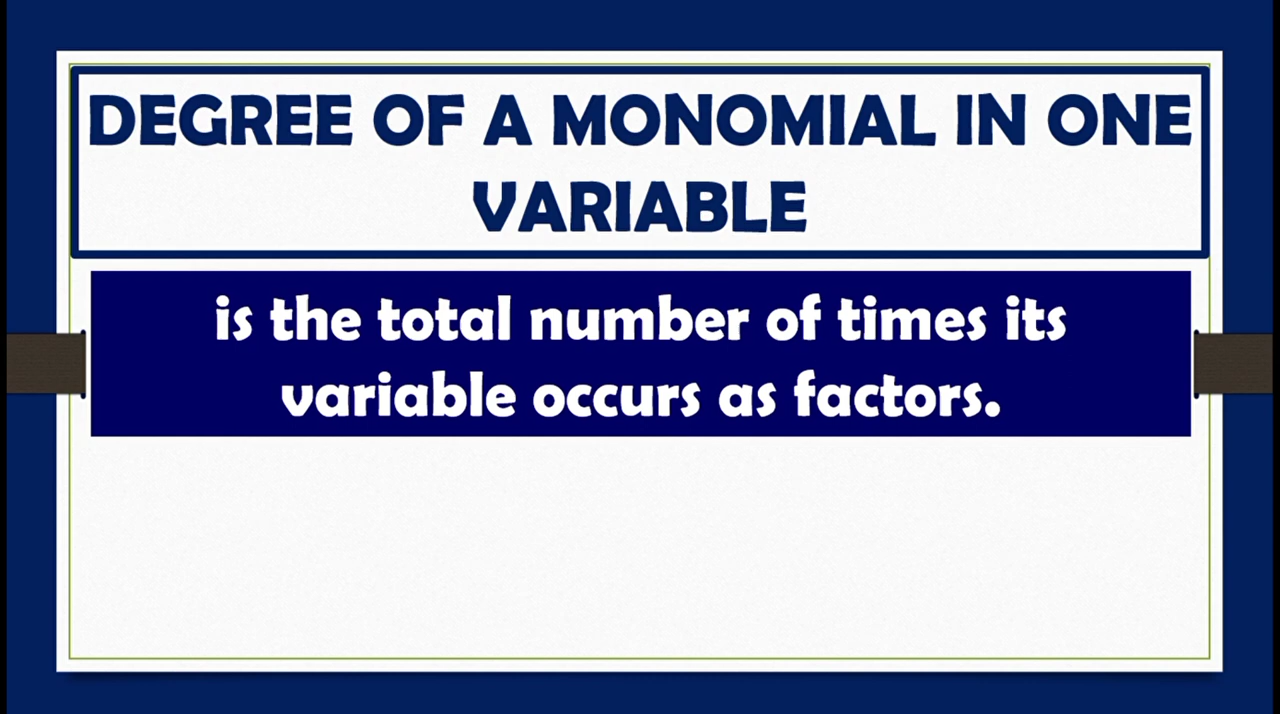 DEGREE OF A MONOMIAL IN ONE
VARIABLE
is the total number of times its
variable occurs as factors.